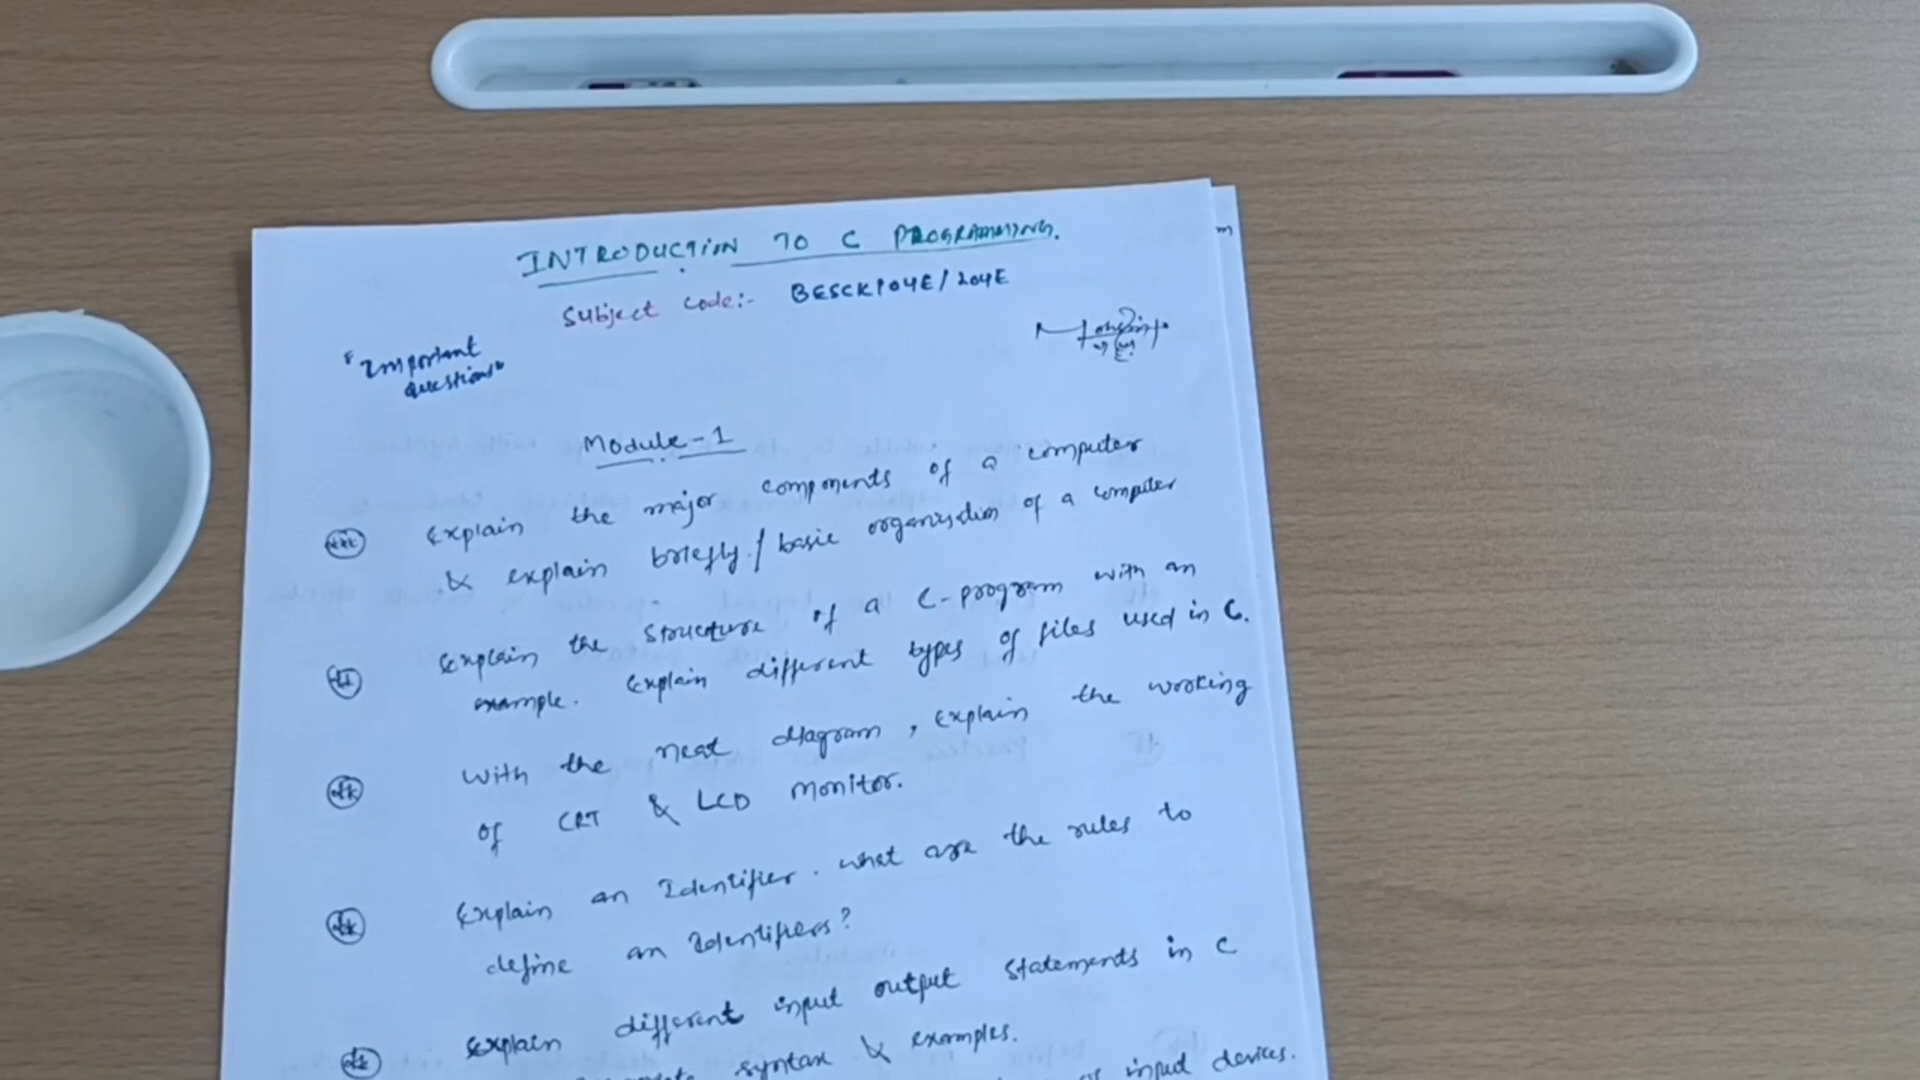 INTRODUCTION TO C PROGRAMMING.
Subject Code:- BESCK104E/204E
"Important
Questions"
Module-1
Explain the major components of a computer
& explain briefly./basic organisation of a computer
Explain the structure of a C-program with an
example. Explain different types of files used in C.
With the neat diagram, explain the working
of CRT & LCD monitor.
Explain an Identifier. what are the rules to
define an Identifiers?
Explain different input output statements in C
syntax & examples.
input devices.